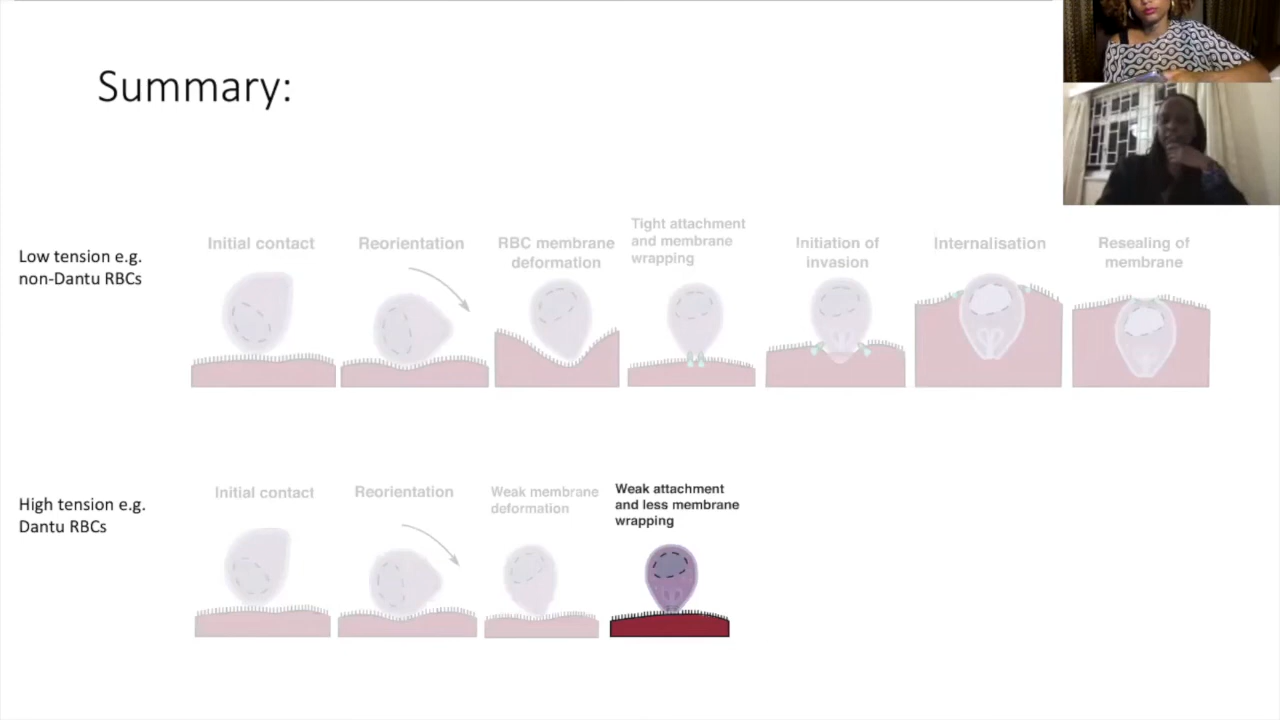 Summary:
Low tension e.g.
non-Dantu RBCs
Initial contact
Reorientation
RBC membrane
deformation
Tight attachment
and membrane
wrapping
Initiation of
invasion
Internalisation
Resealing of
membrane
High tension e.g.
Dantu RBCs
Initial contact
Reorientation
Weak membrane
deformation
Weak attachment
and less membrane
wrapping